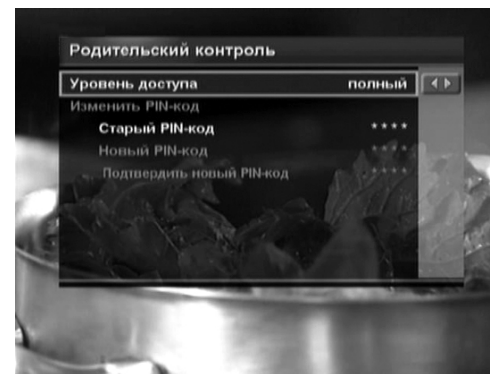 Родительский контроль
Уровень доступа полный
Изменить PIN-код
Старый PIN-код ****
Новый PIN-код ****
Подтвердить новый PIN-код ****